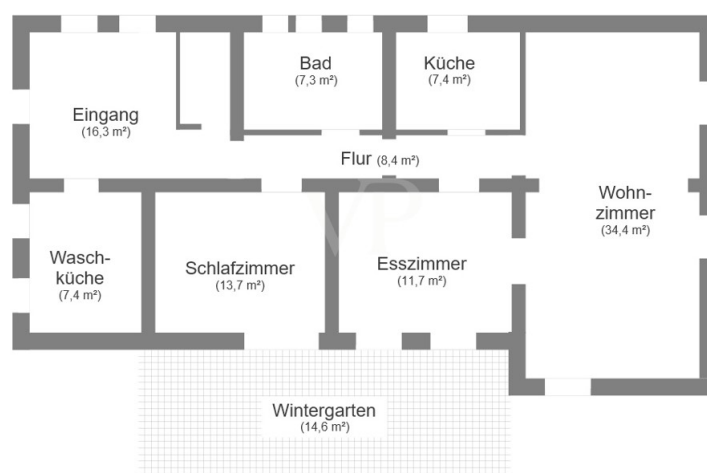 Bad
(7,3 m²)
Küche
(7,4 m²)
Eingang
(16,3 m²)
Flur (8,4 m²)
Wohn-
zimmer
(34,4 m²)
Wasch-
küche
(7,4 m²)
Schlafzimmer
(13,7 m²)
Esszimmer
(11,7 m²)
VP
Wintergarten
(14,6 m²)